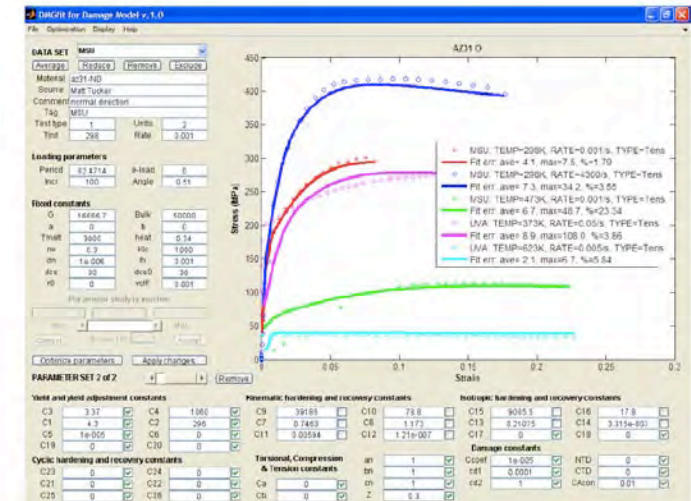 DMGfit for Damage Model v.1.0
File Optimization Display Help
DATA SET MSU
Average Reduce Remove Exclude
Material az31-ND
Source Matt Tucker
Comment normal direction
Tag MSU
Test type 1 Units 2
Tinit 298 Rate 0.001
Loading parameters
Period 62.4714 #-load 0
Incr 100 Angle 0.51
Fixed constants
G 16666.7 Bulk 50000
a 0 b 0
Tmelt 3000 heat 0.34
nv 0.3 kic 1000
dn 1e-006 fn 0.001
dcs 30 dcs0 30
r0 0 vvfi 0.001
Parameter study is inactive
Optimize parameters Apply changes
PARAMETER SET 2 of 2 Remove
AZ31 O
Stress (MPa)
450
400
350
300
250
200
150
100
50
0
0 0.05 0.1 0.15 0.2 0.25 0.3
Strain
MSU: TEMP=298K, RATE=0.001/s, TYPE=Tens
Fit err: ave= 4.1, max=7.5, %=1.79
MSU: TEMP=298K, RATE=4300/s, TYPE=Tens
Fit err: ave= 7.3, max=34.2, %=3.55
MSU: TEMP=473K, RATE=0.001/s, TYPE=Tens
Fit err: ave= 6.7, max=48.7, %=23.34
UVA: TEMP=373K, RATE=0.05/s, TYPE=Tens
Fit err: ave= 8.9, max=108.0, %=3.86
UVA: TEMP=623K, RATE=0.005/s, TYPE=Tens
Fit err: ave= 2.1, max=6.7, %=5.84
Yield and yield adjustment constants
C3 3.37 C4 1060
C1 4.3 C2 296
C5 1e-005 C6 0
C19 0 C20 0
Cyclic hardening and recovery constants
C23 0 C24 0
C21 0 C22 0
C25 0 C26 0
Kinematic hardening and recovery constants
C9 39186 C10 78.8
C7 0.7463 C8 1.173
C11 0.03594 C12 1.21e-007
Torsional, Compression & Tension constants
Ca 0
Cb 0
an 1
bn 1
cn 1
Z 0.3
Isotropic hardening and recovery constants
C15 9085.5 C16 17.8
C13 0.21075 C14 3.315e-003
C17 0 C18 0
Damage constants
Ccoef 1e-005 NTD 0
cd1 0.0001 CTD 0
cd2 1 CAcon 0.01